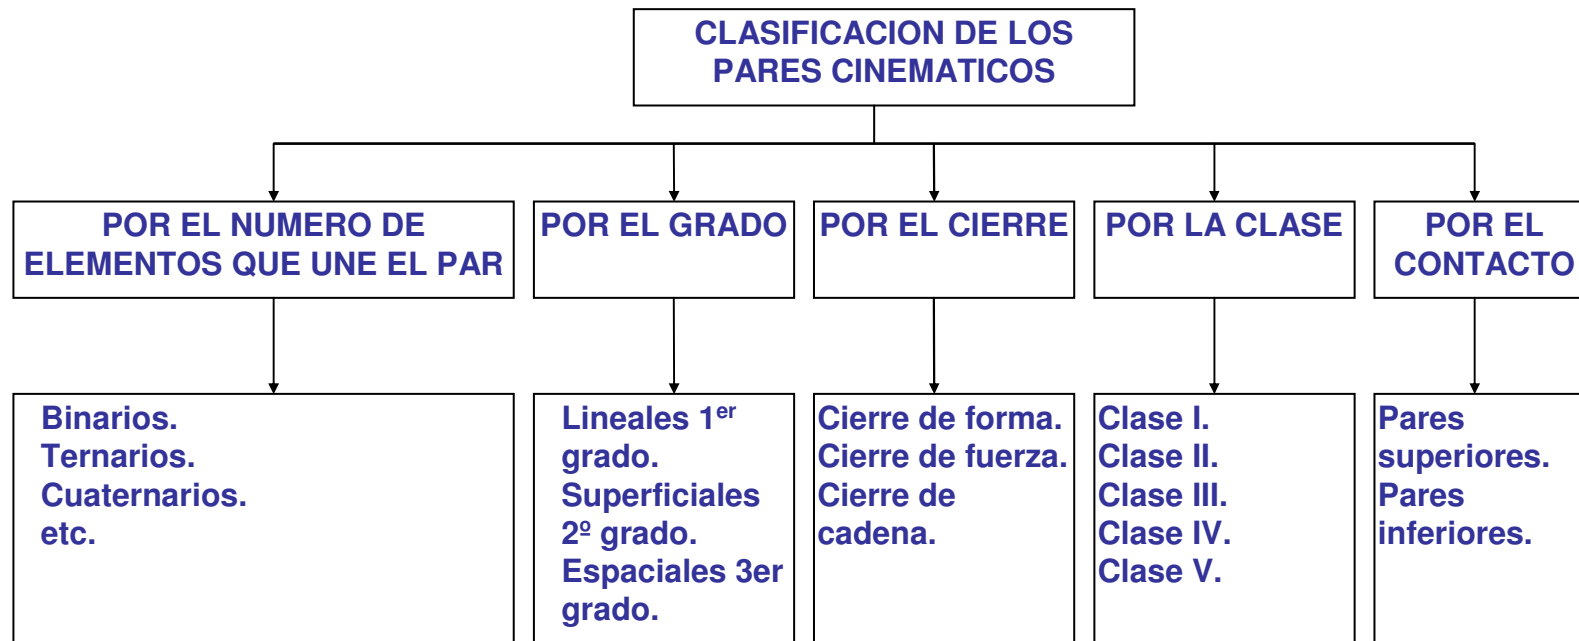 CLASIFICACION DE LOS
PARES CINEMATICOS
POR EL NUMERO DE
ELEMENTOS QUE UNE EL PAR
POR EL GRADO
POR EL CIERRE
POR LA CLASE
POR EL
CONTACTO
Binarios.
Ternarios.
Cuaternarios.
etc.
Lineales 1er
grado.
Superficiales
2º grado.
Espaciales 3er
grado.
Cierre de forma.
Cierre de fuerza.
Cierre de
cadena.
Clase I.
Clase II.
Clase III.
Clase IV.
Clase V.
Pares
superiores.
Pares
inferiores.